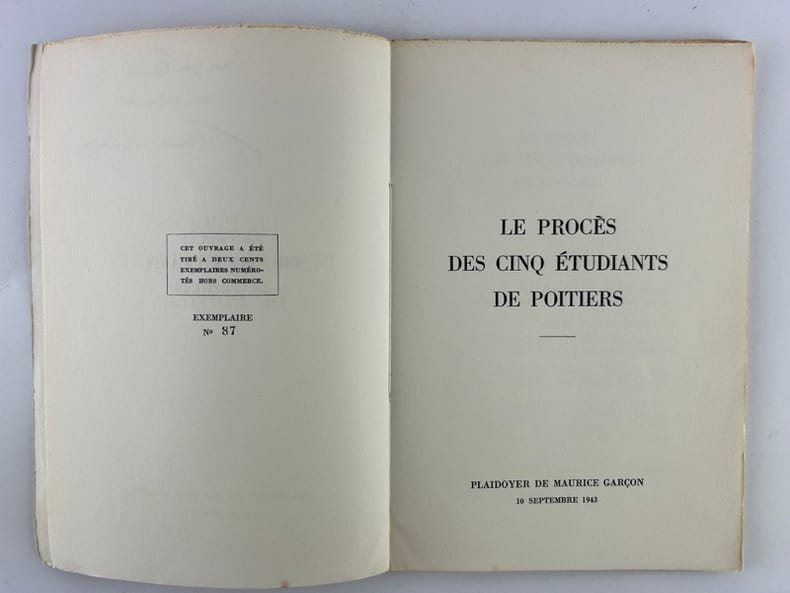 CET OUVRAGE A ÉTÉ
TIRÉ A DEUX CENTS
EXEMPLAIRES NUMÉRO-
TÉS HORS COMMERCE.
EXEMPLAIRE
No 87
LE PROCÈS
DES CINQ ÉTUDIANTS
DE POITIERS
PLAIDOYER DE MAURICE GARÇON
10 SEPTEMBRE 1943